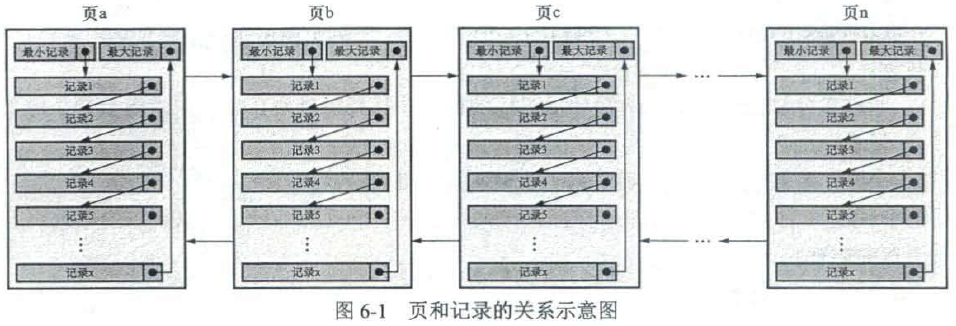 页a 页b 页c 页n
最小记录 最大记录 最小记录 最大记录 最小记录 最大记录 最小记录 最大记录
记录1 记录1 记录1 … 记录1
记录2 记录2 记录2 记录2
记录3 记录3 记录3 记录3
记录4 记录4 记录4 记录4
记录5 记录5 记录5 记录5
⋮ ⋮ ⋮ … ⋮
记录x 记录x 记录x 记录x
图 6-1 页和记录的关系示意图